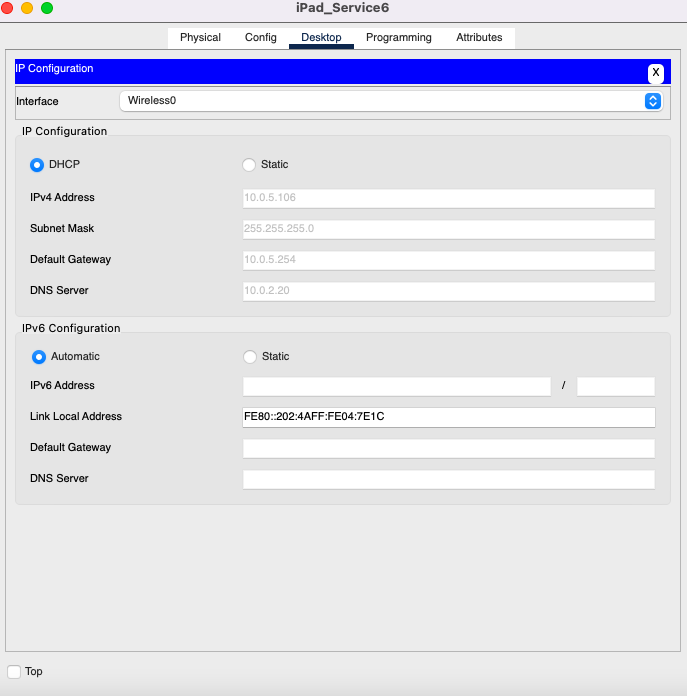 iPad_Service6
Physical Config Desktop Programming Attributes
IP Configuration X
Interface Wireless0
IP Configuration
DHCP Static
IPv4 Address 10.0.5.106
Subnet Mask 255.255.255.0
Default Gateway 10.0.5.254
DNS Server 10.0.2.20
IPv6 Configuration
Automatic Static
IPv6 Address /
Link Local Address FE80::202:4AFF:FE04:7E1C
Default Gateway
DNS Server
Top